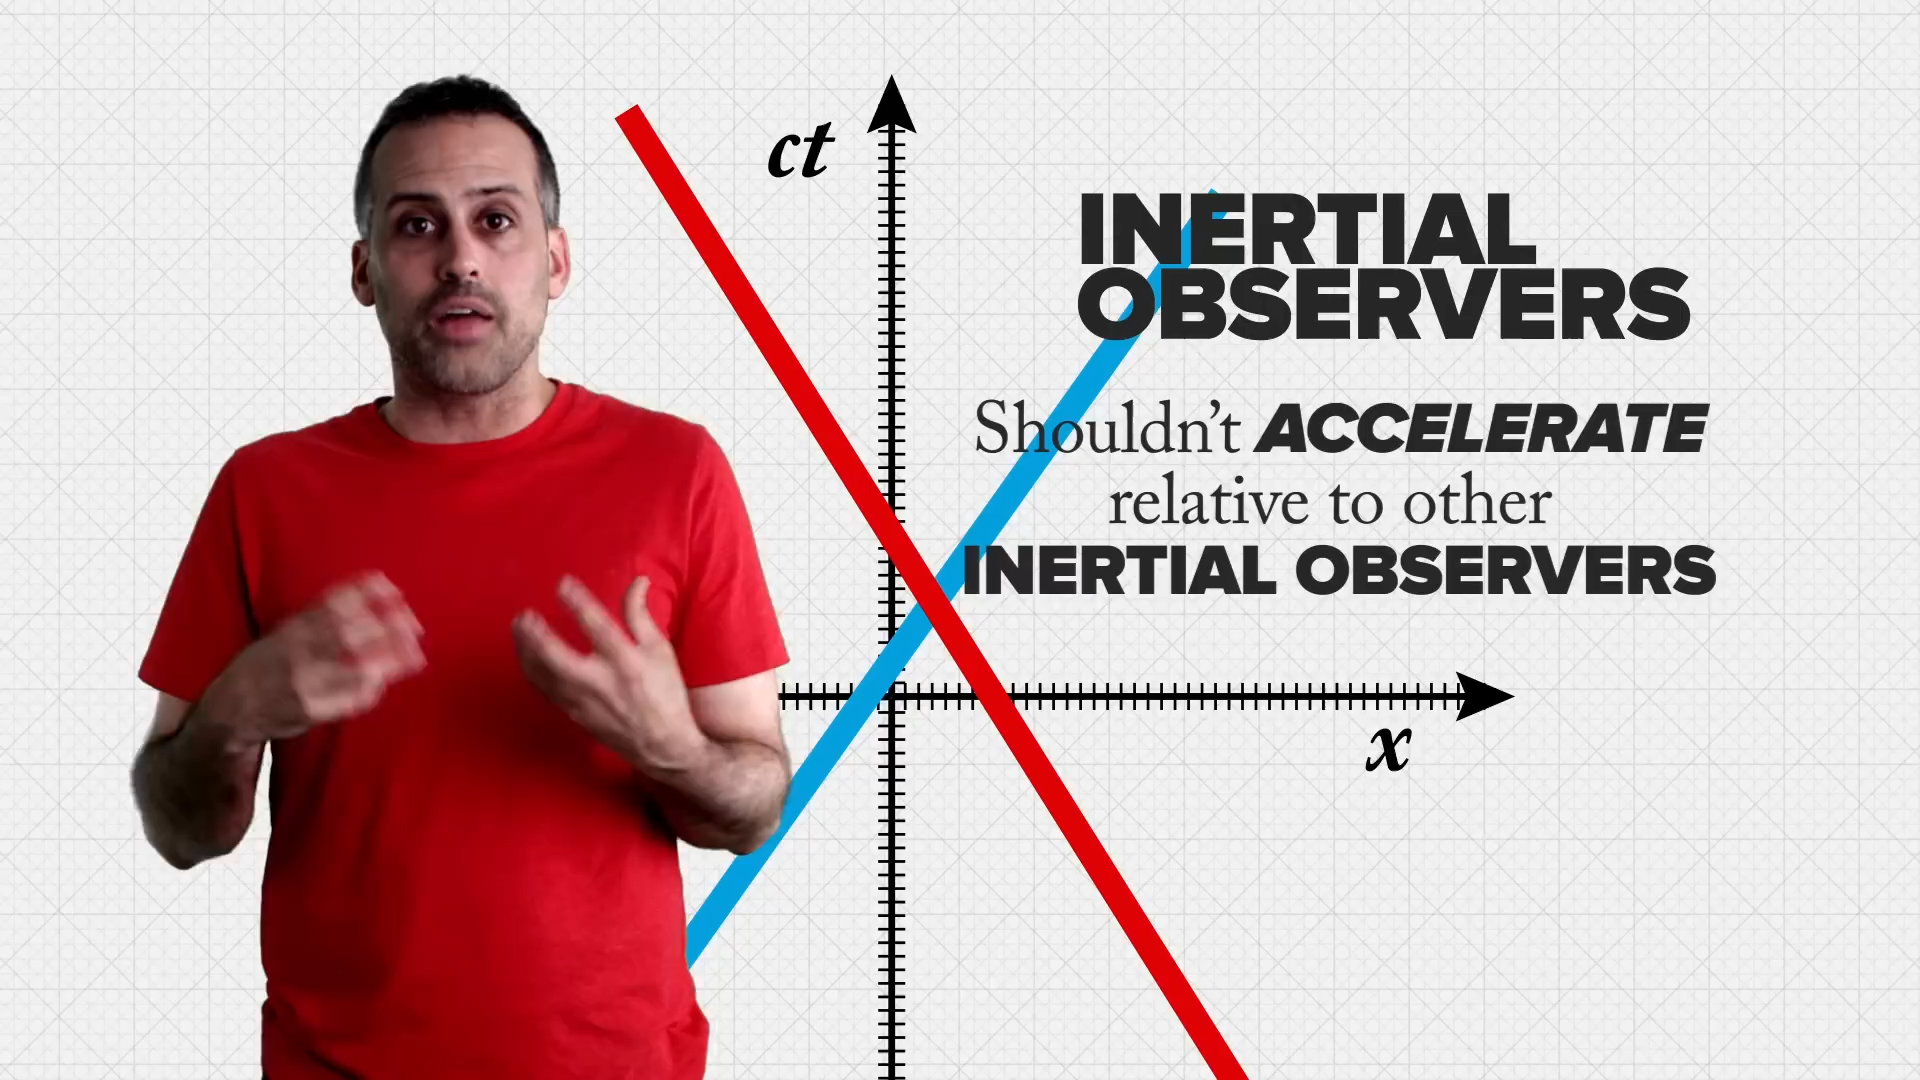 ct
INERTIAL
OBSERVERS
Shouldn’t ACCELERATE
relative to other
INERTIAL OBSERVERS
x